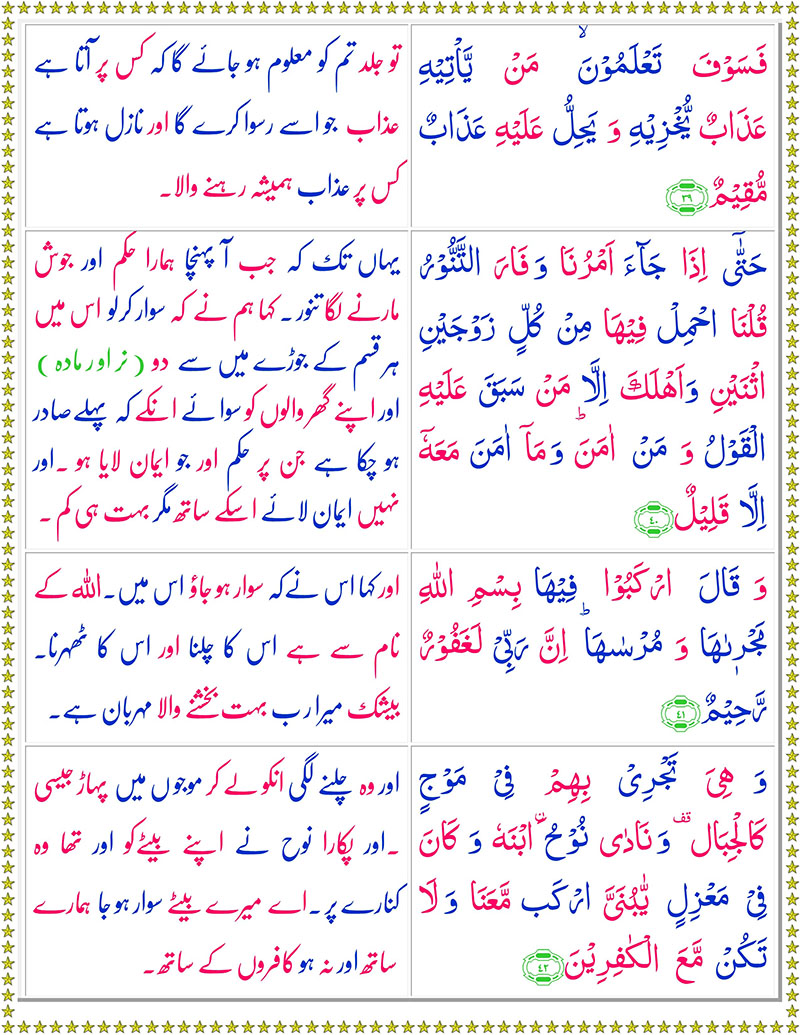 فَسَوۡفَ تَعۡلَمُوۡنَۙ مَنۡ يَّاۡتِيۡهِ
عَذَابٌ يُّخۡزِيۡهِ وَ يَحِلُّ عَلَيۡهِ عَذَابٌ
مُّقِيۡمٌ ﴿۳۹﴾
تو جلد تم کو معلوم ہو جائے گا کہ کس پر آتا ہے
عذاب جو اسے رسوا کرے گا اور نازل ہوتا ہے
کس پر عذاب ہمیشہ رہنے والا۔
حَتّٰٓى اِذَا جَآءَ اَمۡرُنَا وَ فَارَ التَّنُّوۡرُ
قُلۡنَا احۡمِلۡ فِيۡهَا مِنۡ كُلٍّ زَوۡجَيۡنِ
اثۡنَيۡنِ وَ اَهۡلَكَ اِلَّا مَنۡ سَبَقَ عَلَيۡهِ
الۡقَوۡلُ وَ مَنۡ اٰمَنَؕ وَ مَاۤ اٰمَنَ مَعَهٗۤ
اِلَّا قَلِيۡلٌ ﴿۴۰﴾
یہاں تک کہ جب آ پہنچا ہمارا حکم اور جوش
مارنے لگا تنور۔ کہا ہم نے کہ سوار کرلو اس میں
ہر قسم کے جوڑے میں سے دو ( نر اور مادہ )
اور اپنے گھر والوں کو سوائے انکے کہ پہلے صادر
ہو چکا ہے جن پر حکم اور جو ایمان لایا ہو ۔اور
نہیں ایمان لائے اسکے ساتھ مگر بہت ہی کم ۔
وَ قَالَ ارۡكَبُوۡا فِيۡهَا بِسۡمِ اللّٰهِ
مَجۡرٖٮهَا وَ مُرۡسٰٮهَاؕ اِنَّ رَبِّىۡ لَغَفُوۡرٌ
رَّحِيۡمٌ ﴿۴۱﴾
اور کہا اس نے کہ سوار ہو جاؤ اس میں۔ اللہ کے
نام سے ہے اس کا چلنا اور اس کا ٹھہرنا۔
بیشک میرا رب بہت بخشنے والا مہربان ہے۔
وَ هِىَ تَجۡرِىۡ بِهِمۡ فِىۡ مَوۡجٍ
كَالۡجِبَالِ وَ نَادٰى نُوۡحُ اۨبۡنَهٗ وَ كَانَ
فِىۡ مَعۡزِلٍ يّٰبُنَىَّ ارۡكَب مَّعَنَا وَ لَا
تَكُنۡ مَّعَ الۡكٰفِرِيۡنَ ﴿۴۲﴾
اور وہ چلنے لگی انکو لے کر موجوں میں پہاڑ جیسی
۔اور پکارا نوح نے اپنے بیٹے کو اور تھا وہ
کنارے پر۔ اے میرے بیٹے سوار ہو جا ہمارے
ساتھ اور نہ ہو کافروں کے ساتھ۔